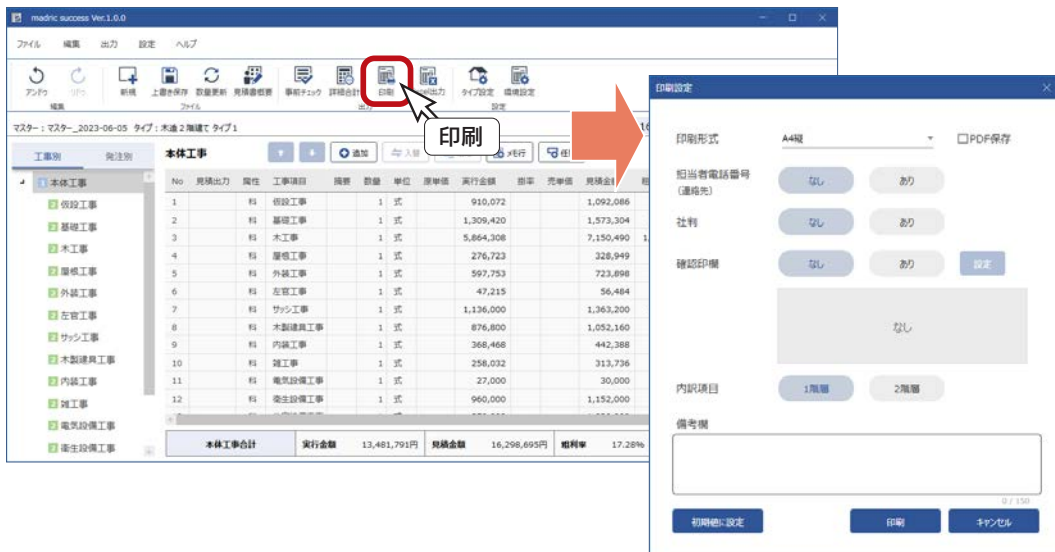 madric success Ver.1.0.0
ファイル 編集 出力 設定 ヘルプ
アンドゥ リドゥ 新規 上書き保存 数量更新 見積書概要 事前チェック 詳細合計 印刷 Excel出力 タイプ設定 環境設定
編集 ファイル 出力 設定
印刷
マスター : マスター_2023-06-05 タイプ : 木造2階建て タイプ1
工事別 発注別
本体工事
仮設工事
基礎工事
木工事
屋根工事
外装工事
左官工事
サッシ工事
木製建具工事
内装工事
雑工事
電気設備工事
衛生設備工事
本体工事 追加 入替 メモ行
No 見積出力 属性 工事項目 摘要 数量 単位 原単価 実行金額 掛率 売単価 見積金額
1 科 仮設工事 1 式 910,072 1,092,086
2 科 基礎工事 1 式 1,309,420 1,573,304
3 科 木工事 1 式 5,864,308 7,150,490
4 科 屋根工事 1 式 276,723 328,949
5 科 外装工事 1 式 597,753 723,898
6 科 左官工事 1 式 47,215 56,484
7 科 サッシ工事 1 式 1,136,000 1,363,200
8 科 木製建具工事 1 式 876,800 1,052,160
9 科 内装工事 1 式 368,468 442,388
10 科 雑工事 1 式 258,032 313,736
11 科 電気設備工事 1 式 27,000 30,000
12 科 衛生設備工事 1 式 960,000 1,152,000
本体工事合計 実行金額 13,481,791円 見積金額 16,298,695円 粗利率 17.28%
印刷設定
印刷形式 A4縦 PDF保存
担当者電話番号 なし あり
(連絡先)
社判 なし あり
確認印欄 なし あり 設定
なし
内訳項目 1階層 2階層
備考欄
0 / 150
初期値に設定 印刷 キャンセル